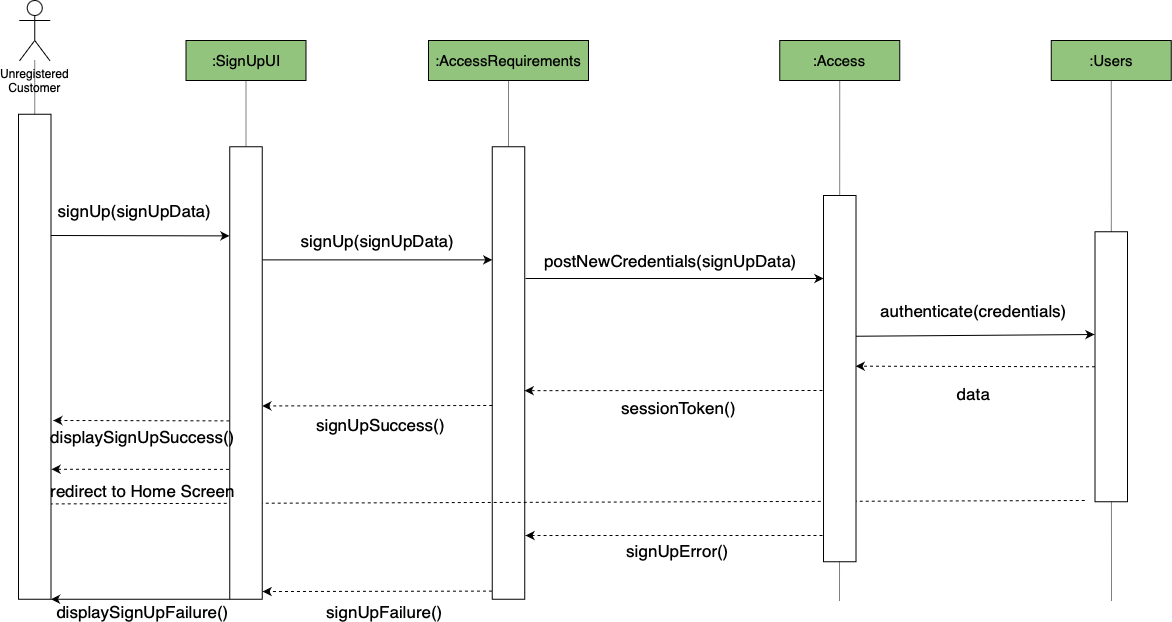 :SignUpUI
:AccessRequirements
:Access
:Users
Unregistered
Customer
signUp(signUpData)
signUp(signUpData)
postNewCredentials(signUpData)
authenticate(credentials)
data
sessionToken()
signUpSuccess()
displaySignUpSuccess()
redirect to Home Screen
signUpError()
displaySignUpFailure()
signUpFailure()